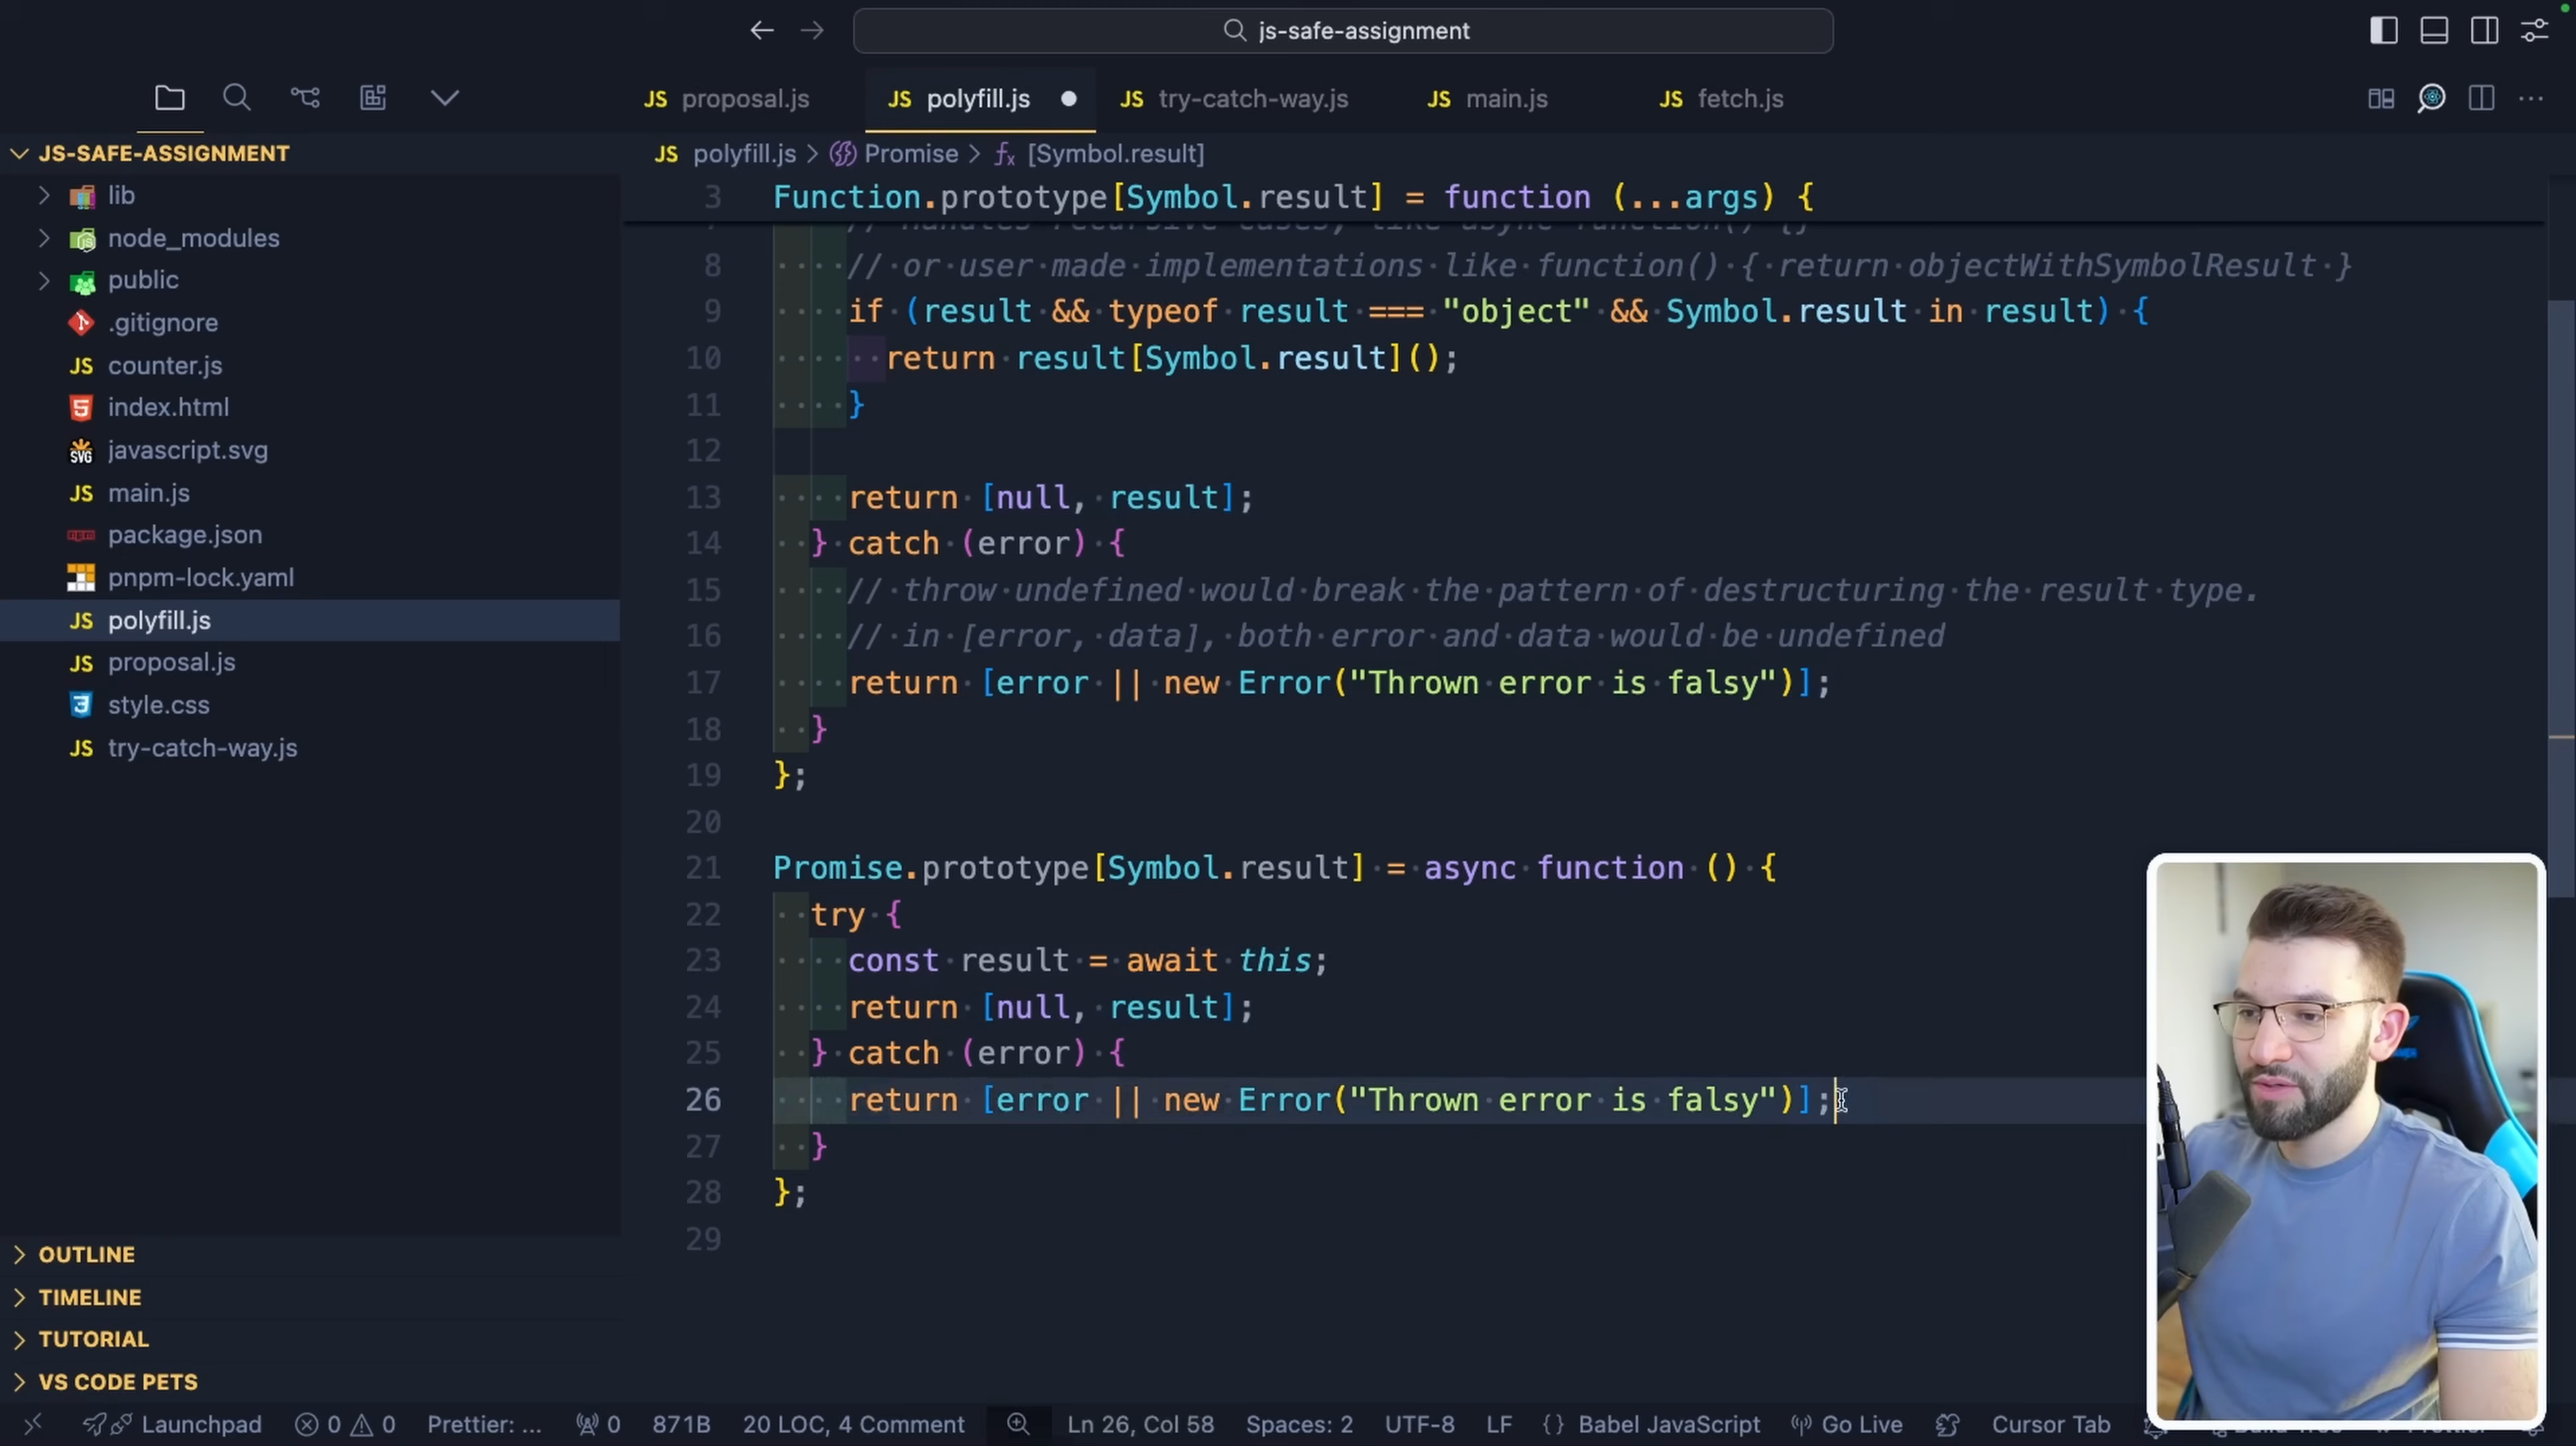 js-safe-assignment
JS proposal.js
JS polyfill.js
JS try-catch-way.js
JS main.js
JS fetch.js
JS-SAFE-ASSIGNMENT
lib
node_modules
public
.gitignore
JS counter.js
5 index.html
SVG javascript.svg
JS main.js
package.json
pnpm-lock.yaml
JS polyfill.js
JS proposal.js
3 style.css
JS try-catch-way.js
OUTLINE
TIMELINE
TUTORIAL
VS CODE PETS
JS polyfill.js > Promise > fx [Symbol.result]
3 Function.prototype[Symbol.result] = function (...args) {
// handles recursive cases, like async function() {}
8 // or user made implementations like function() { return objectWithSymbolResult }
9 if (result && typeof result === "object" && Symbol.result in result) {
10 return result[Symbol.result]();
11 }
12
13 return [null, result];
14 } catch (error) {
15 // throw undefined would break the pattern of destructuring the result type.
16 // in [error, data], both error and data would be undefined
17 return [error || new Error("Thrown error is falsy")];
18 }
19 };
20
21 Promise.prototype[Symbol.result] = async function () {
22 try {
23 const result = await this;
24 return [null, result];
25 } catch (error) {
26 return [error || new Error("Thrown error is falsy")];
27 }
28 };
29
Launchpad 0 0 Prettier: ... 0 871B 20 LOC, 4 Comment Ln 26, Col 58 Spaces: 2 UTF-8 LF {} Babel JavaScript Go Live Cursor Tab